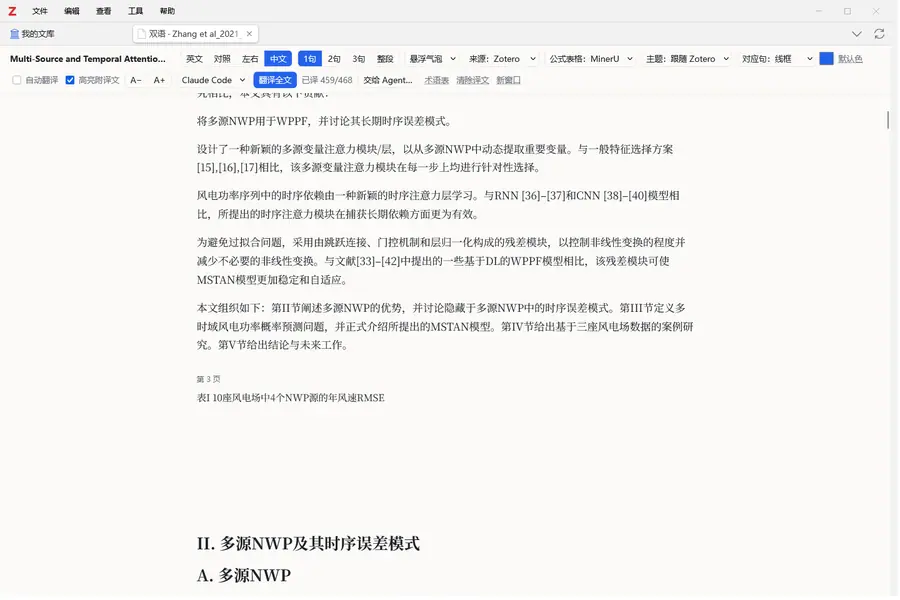 Z 文件 编辑 查看 工具 帮助
我的文库 双语 - Zhang et al_2021_ ×
Multi-Source and Temporal Attentio... 英文 对照 左右 中文 1句 2句 3句 整段 悬浮气泡 来源：Zotero 公式表格：MinerU 主题：跟随 Zotero 对应句：线框 默认色
自动翻译 高亮附译文 A− A+ Claude Code 翻译全文 已译 459/468 交给 Agent... 术语表 清除译文 新窗口
究相比，本文具有以下贡献：
将多源NWP用于WPPF，并讨论其长期时序误差模式。
设计了一种新颖的多源变量注意力模块/层，以从多源NWP中动态提取重要变量。与一般特征选择方案
[15],[16],[17]相比，该多源变量注意力模块在每一步上均进行针对性选择。
风电功率序列中的时序依赖由一种新颖的时序注意力层学习。与RNN [36]–[37]和CNN [38]–[40]模型相
比，所提出的时序注意力模块在捕获长期依赖方面更为有效。
为避免过拟合问题，采用由跳跃连接、门控机制和层归一化构成的残差模块，以控制非线性变换的程度并
减少不必要的非线性变换。与文献[33]–[42]中提出的一些基于DL的WPPF模型相比，该残差模块可使
MSTAN模型更加稳定和自适应。
本文组织如下：第II节阐述多源NWP的优势，并讨论隐藏于多源NWP中的时序误差模式。第III节定义多
时域风电功率概率预测问题，并正式介绍所提出的MSTAN模型。第IV节给出基于三座风电场数据的案例研
究。第V节给出结论与未来工作。
第 3 页
表I 10座风电场中4个NWP源的年风速RMSE
II. 多源NWP及其时序误差模式
A. 多源NWP